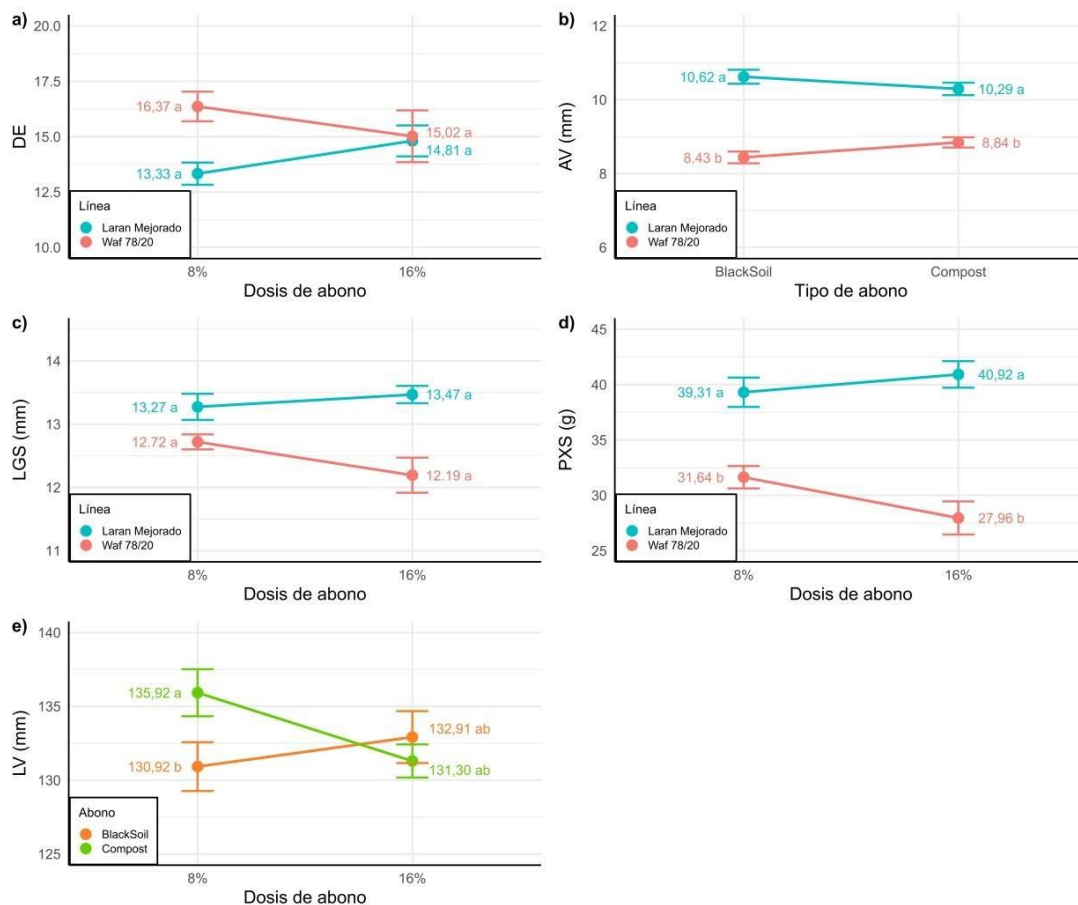 a)
20.0
17.5
15.0
12.5
10.0
DE
16,37 a
13,33 a
15,02 a
14,81 a
Línea
Laran Mejorado
Waf 78/20
8%
16%
Dosis de abono
b)
12
10
8
6
AV (mm)
10,62 a
10,29 a
8,43 b
8,84 b
Línea
Laran Mejorado
Waf 78/20
BlackSoil
Compost
Tipo de abono
c)
14
13
12
11
LGS (mm)
13,27 a
13,47 a
12.72 a
12.19 a
Línea
Laran Mejorado
Waf 78/20
8%
16%
Dosis de abono
d)
45
40
35
30
25
PXS (g)
39,31 a
40,92 a
31,64 b
27,96 b
Línea
Laran Mejorado
Waf 78/20
8%
16%
Dosis de abono
e)
140
135
130
125
LV (mm)
135,92 a
130,92 b
132,91 ab
131,30 ab
Abono
BlackSoil
Compost
8%
16%
Dosis de abono